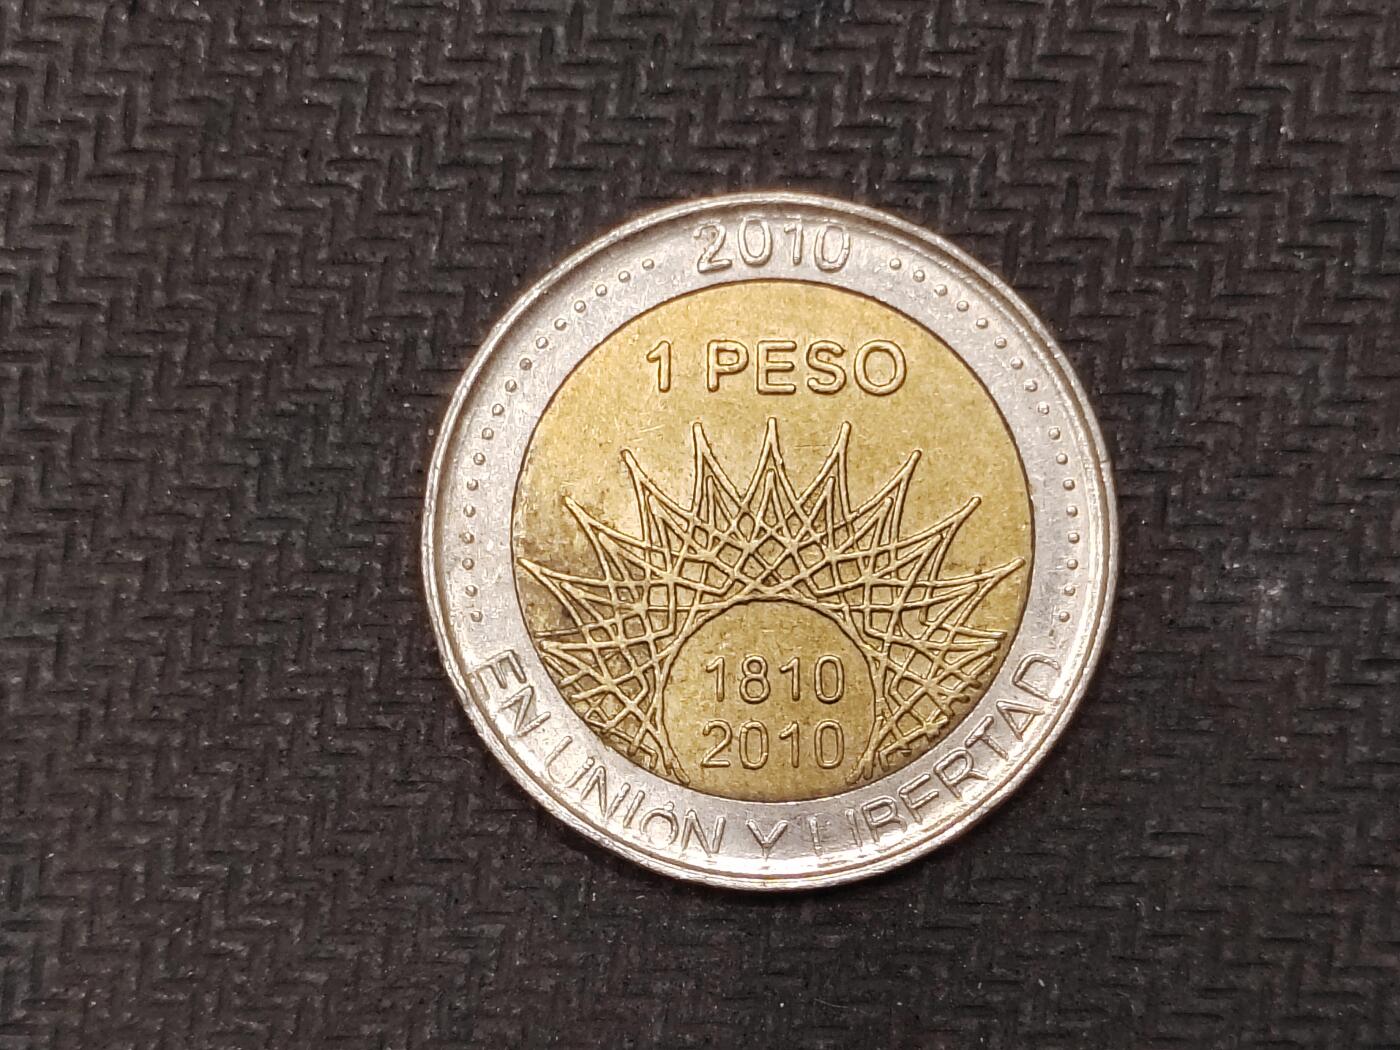 2010
1 PESO
1810
2010
EN UNIÓN Y LIBERTAD